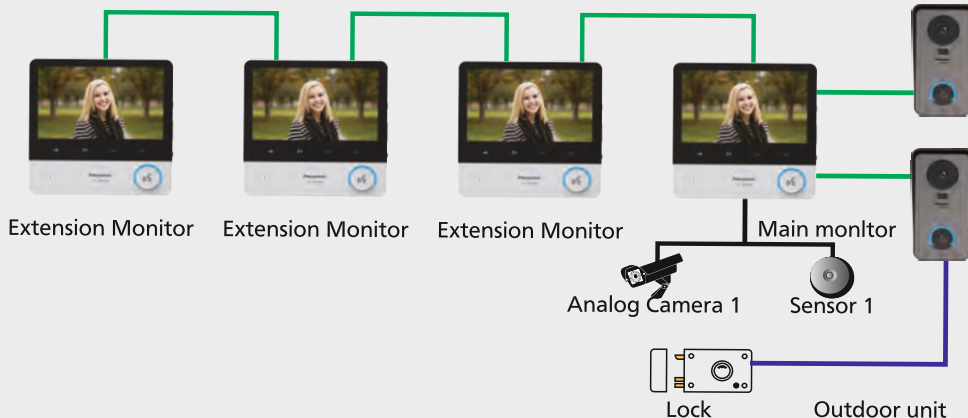 Extension Monitor
Extension Monitor
Extension Monitor
Main monltor
Analog Camera 1
Sensor 1
Lock
Outdoor unit